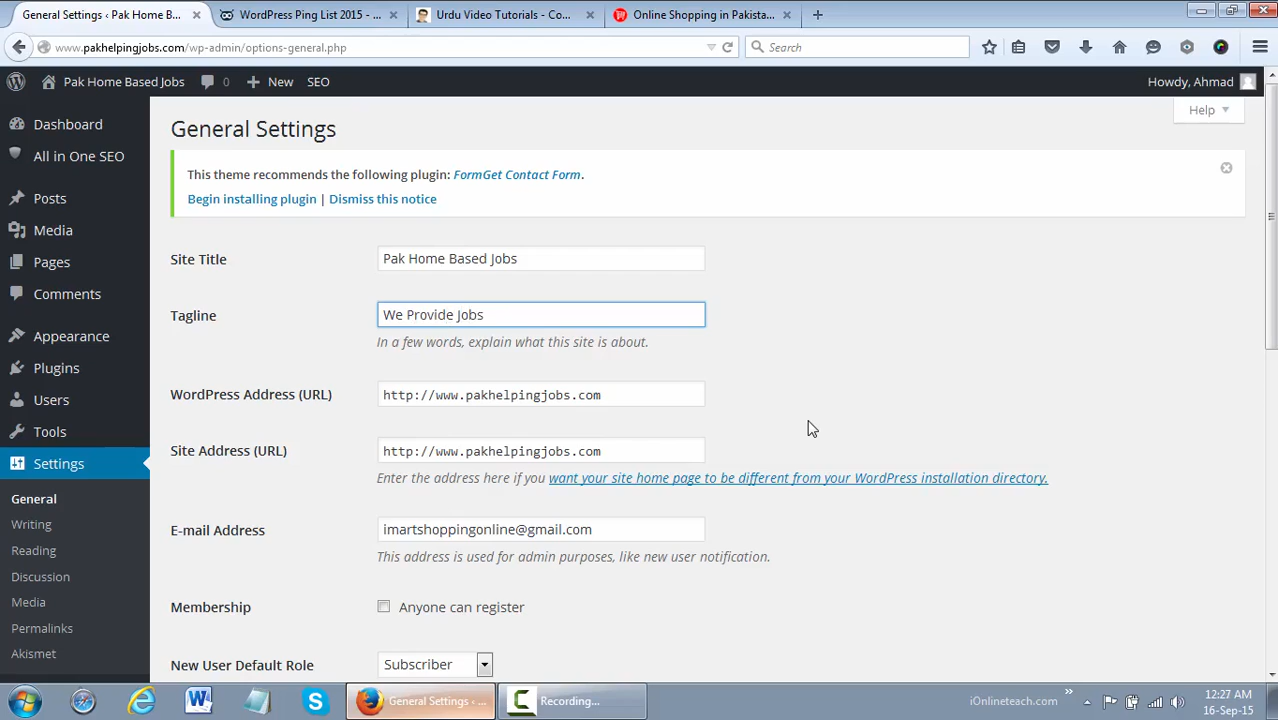 General Settings ‹ Pak Home B...
WordPress Ping List 2015 - ...
Urdu Video Tutorials - Co...
Online Shopping in Pakista...
www.pakhelpingjobs.com/wp-admin/options-general.php
Search
Pak Home Based Jobs
0
New
SEO
Howdy, Ahmad
Help
Dashboard
All in One SEO
Posts
Media
Pages
Comments
Appearance
Plugins
Users
Tools
Settings
General
Writing
Reading
Discussion
Media
Permalinks
Akismet
General Settings
This theme recommends the following plugin: FormGet Contact Form.
Begin installing plugin | Dismiss this notice
Site Title
Pak Home Based Jobs
Tagline
We Provide Jobs
In a few words, explain what this site is about.
WordPress Address (URL)
http://www.pakhelpingjobs.com
Site Address (URL)
http://www.pakhelpingjobs.com
Enter the address here if you want your site home page to be different from your WordPress installation directory.
E-mail Address
imartshoppingonline@gmail.com
This address is used for admin purposes, like new user notification.
Membership
Anyone can register
New User Default Role
Subscriber
General Settings ‹ ...
Recording...
iOnlineteach.com
12:27 AM
16-Sep-15